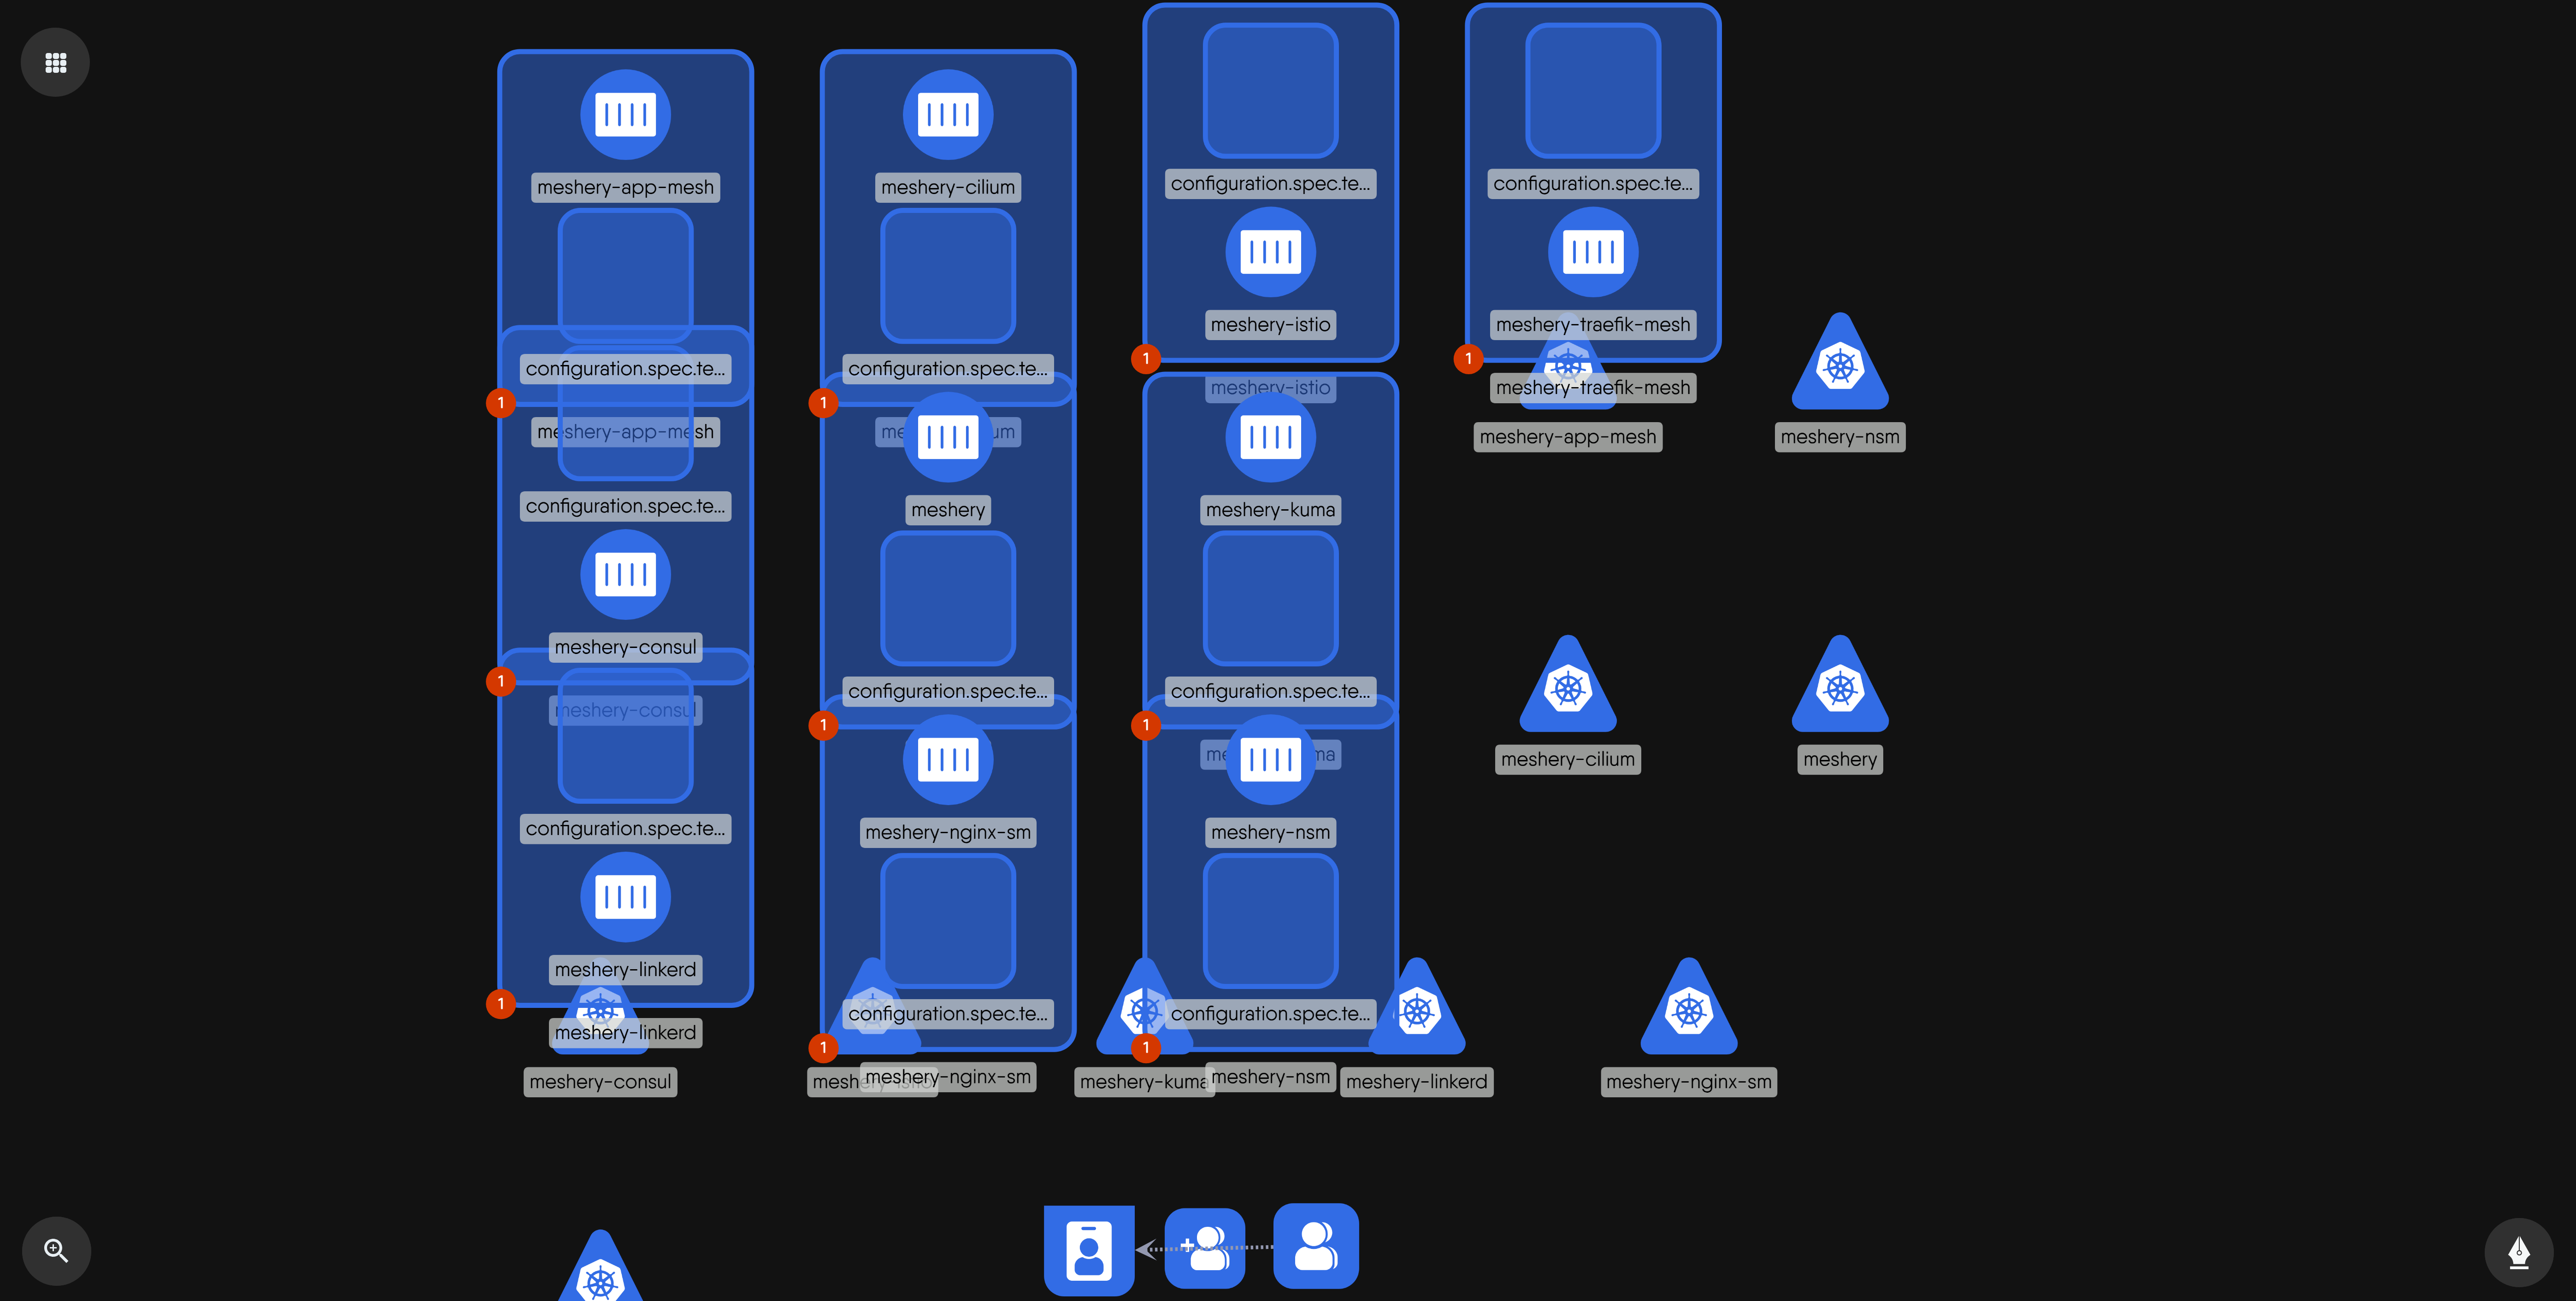 meshery-app-mesh
configuration.spec.te...
1
meshery-app-mesh
configuration.spec.te...
meshery-consul
1
meshery-consul
configuration.spec.te...
meshery-linkerd
1
meshery-linkerd
meshery-consul
meshery-cilium
configuration.spec.te...
1
meshery
configuration.spec.te...
1
meshery-nginx-sm
configuration.spec.te...
1
meshery-nginx-sm
configuration.spec.te...
meshery-istio
1
meshery-istio
meshery-kuma
configuration.spec.te...
1
meshery-nsm
configuration.spec.te...
1
meshery-kuma
meshery-nsm
meshery-linkerd
configuration.spec.te...
meshery-traefik-mesh
1
meshery-traefik-mesh
meshery-app-mesh
meshery-nsm
meshery-cilium
meshery
meshery-nginx-sm